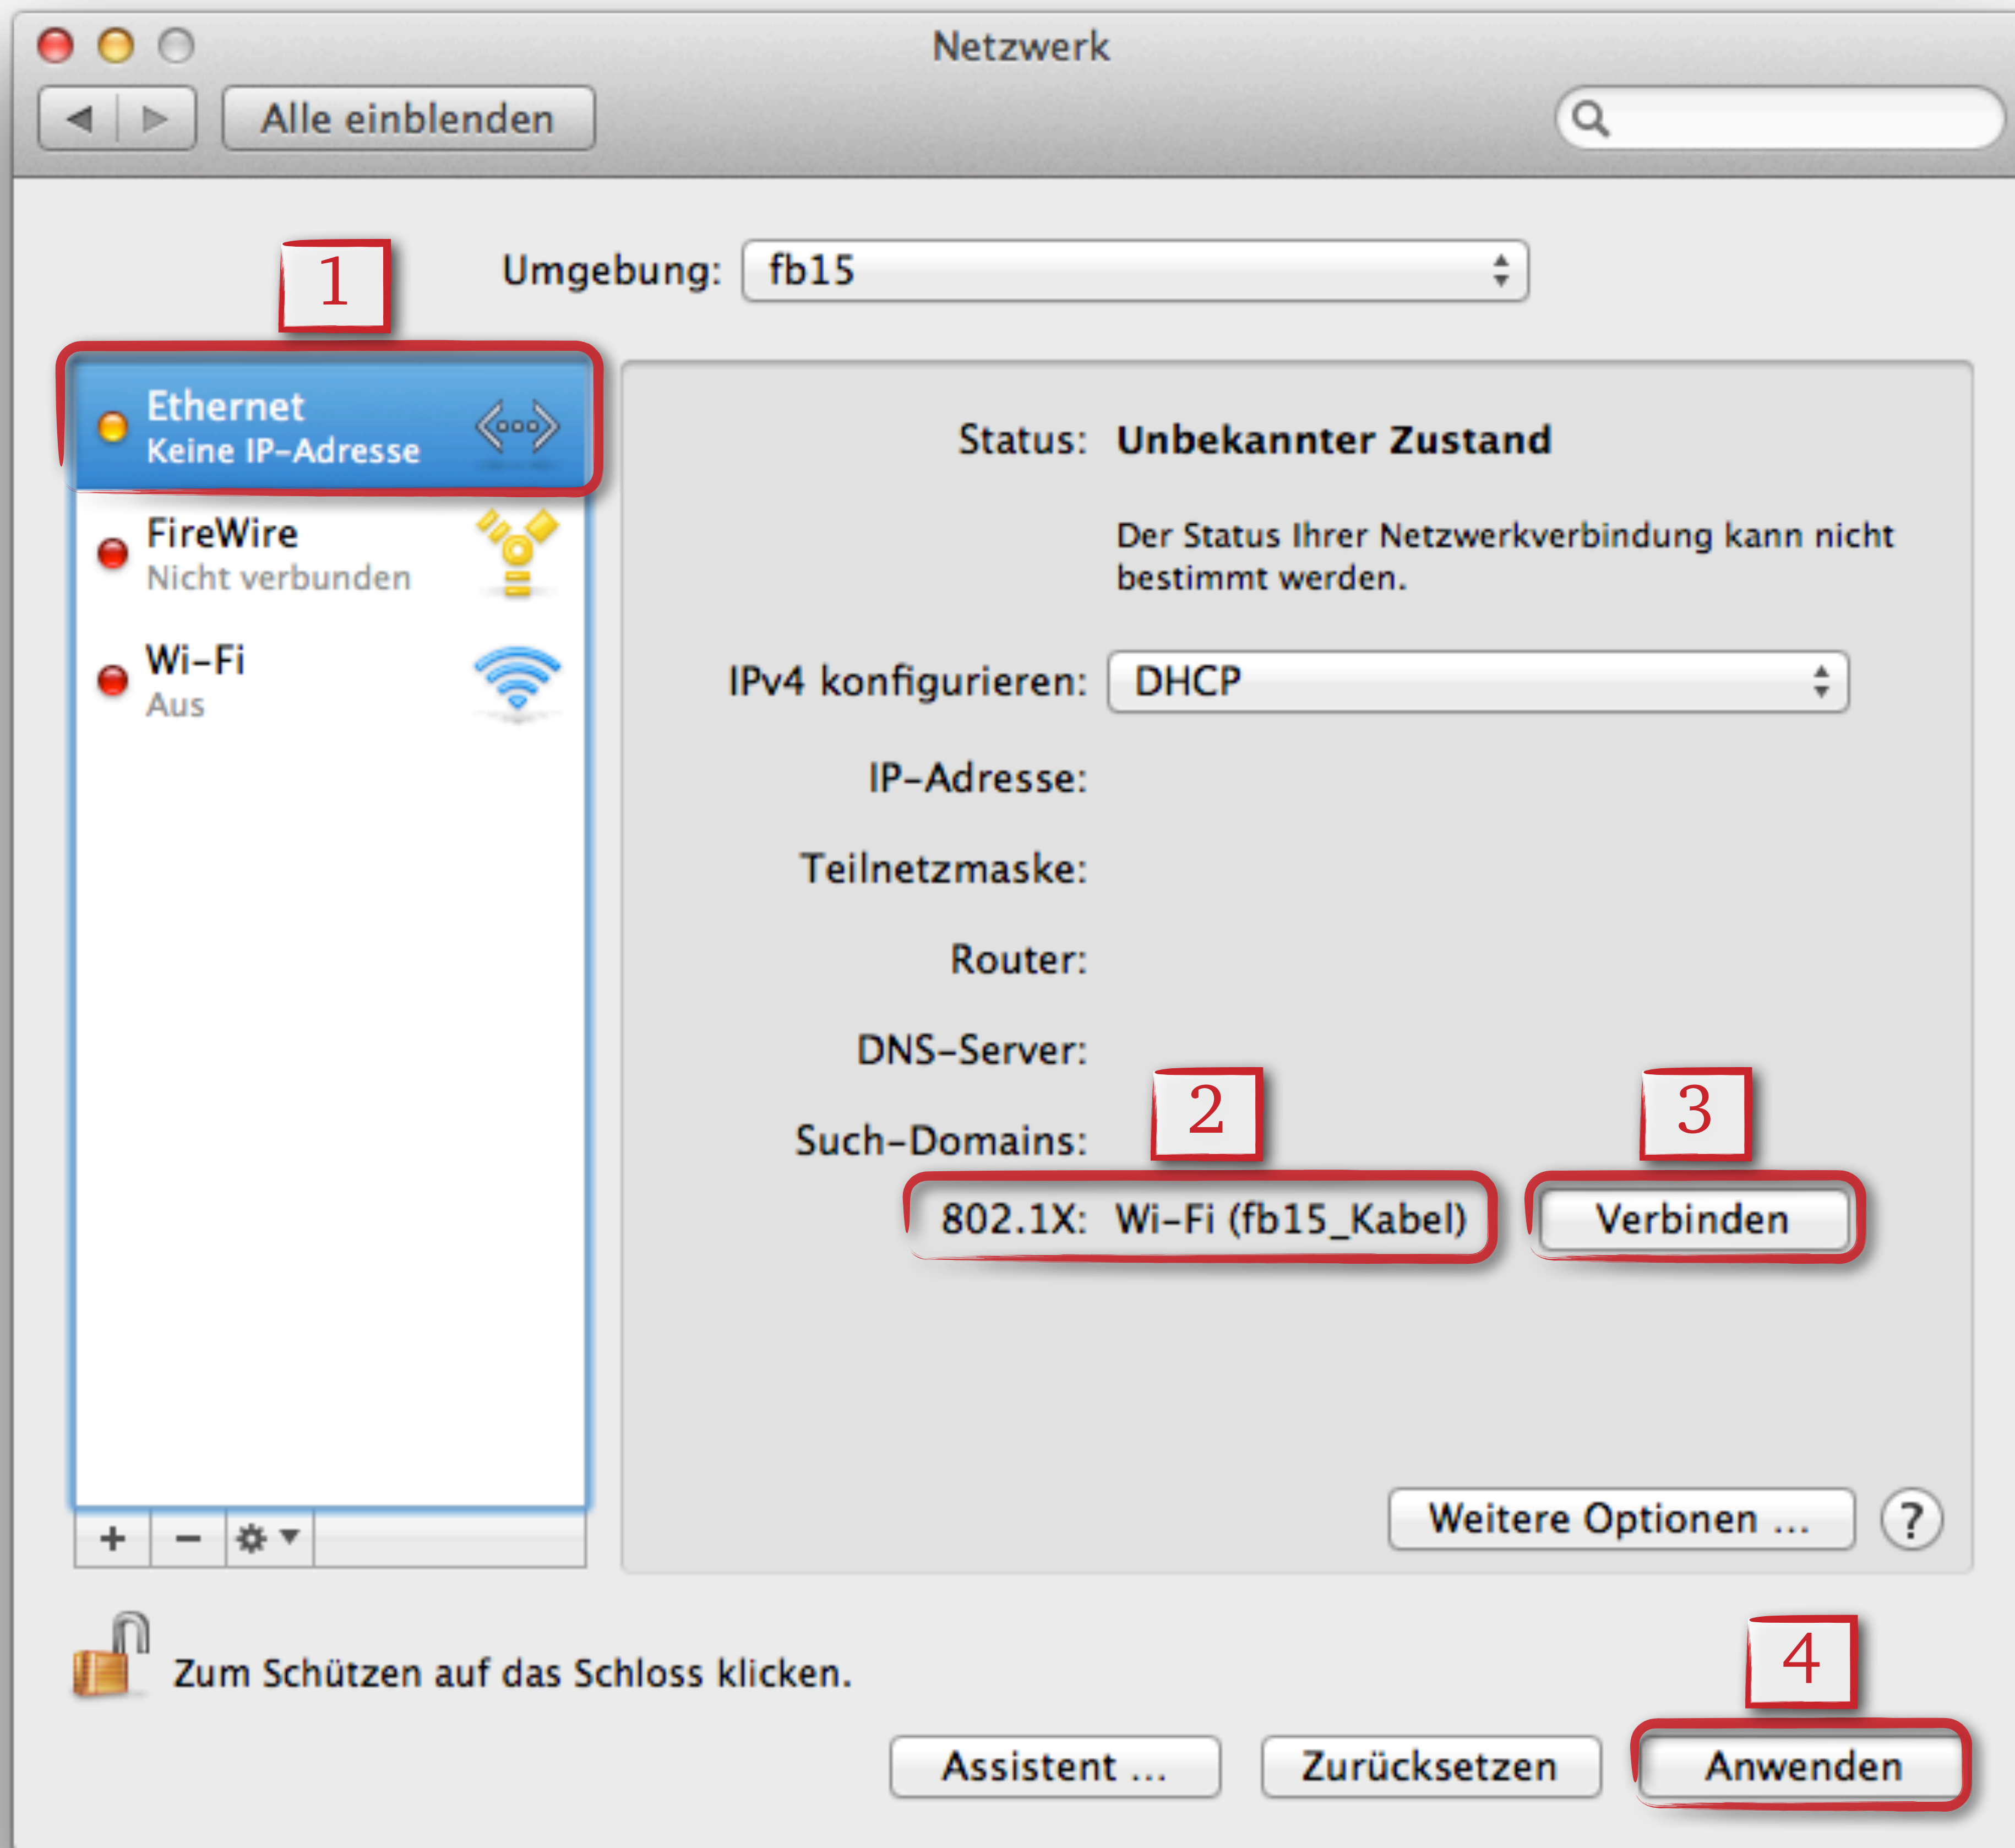 Netzwerk
Alle einblenden
1
Umgebung: fb15
Ethernet
Keine IP-Adresse
FireWire
Nicht verbunden
Wi-Fi
Aus
Status: Unbekannter Zustand
Der Status Ihrer Netzwerkverbindung kann nicht
bestimmt werden.
IPv4 konfigurieren: DHCP
IP-Adresse:
Teilnetzmaske:
Router:
DNS-Server:
Such-Domains:
2
3
802.1X: Wi-Fi (fb15_Kabel)
Verbinden
Weitere Optionen ...
?
Zum Schützen auf das Schloss klicken.
4
Assistent ...
Zurücksetzen
Anwenden